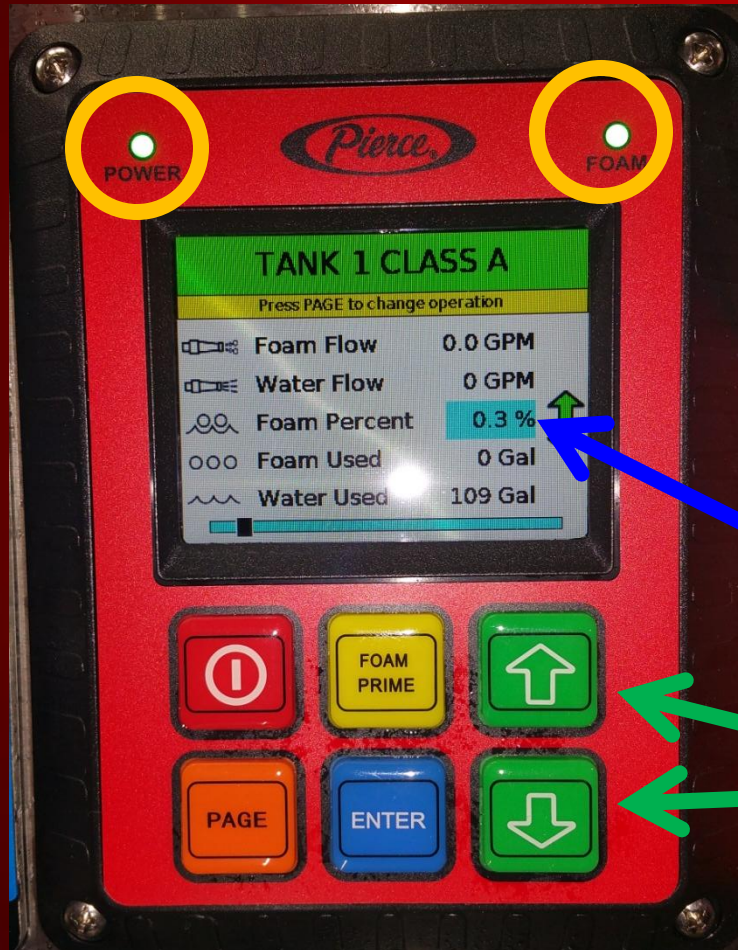 Pierce
POWER
FOAM
TANK 1 CLASS A
Press PAGE to change operation
Foam Flow 0.0 GPM
Water Flow 0 GPM
Foam Percent 0.3 %
Foam Used 0 Gal
Water Used 109 Gal
FOAM
PRIME
PAGE
ENTER